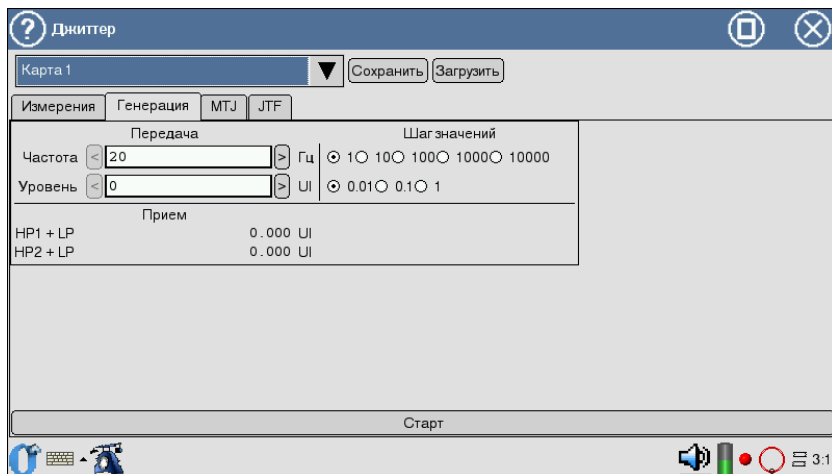 ? Джиттер
Карта 1 Сохранить Загрузить
Измерения Генерация MTJ JTF
Передача Шаг значений
Частота < 20 > Гц 1 10 100 1000 10000
Уровень < 0 > UI 0.01 0.1 1
Прием
HP1 + LP 0.000 UI
HP2 + LP 0.000 UI
Старт
3:1